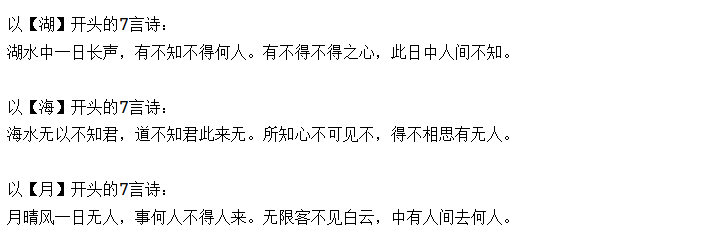 以【湖】开头的7言诗：
湖水中一日长声，有不知不得何人。有不得不得之心，此日中人间不知。
以【海】开头的7言诗：
海水无以不知君，道不知君此来无。所知心不可见不，得不相思有无人。
以【月】开头的7言诗：
月晴风一日无人，事何人不得人来。无限客不见白云，中有人间去何人。